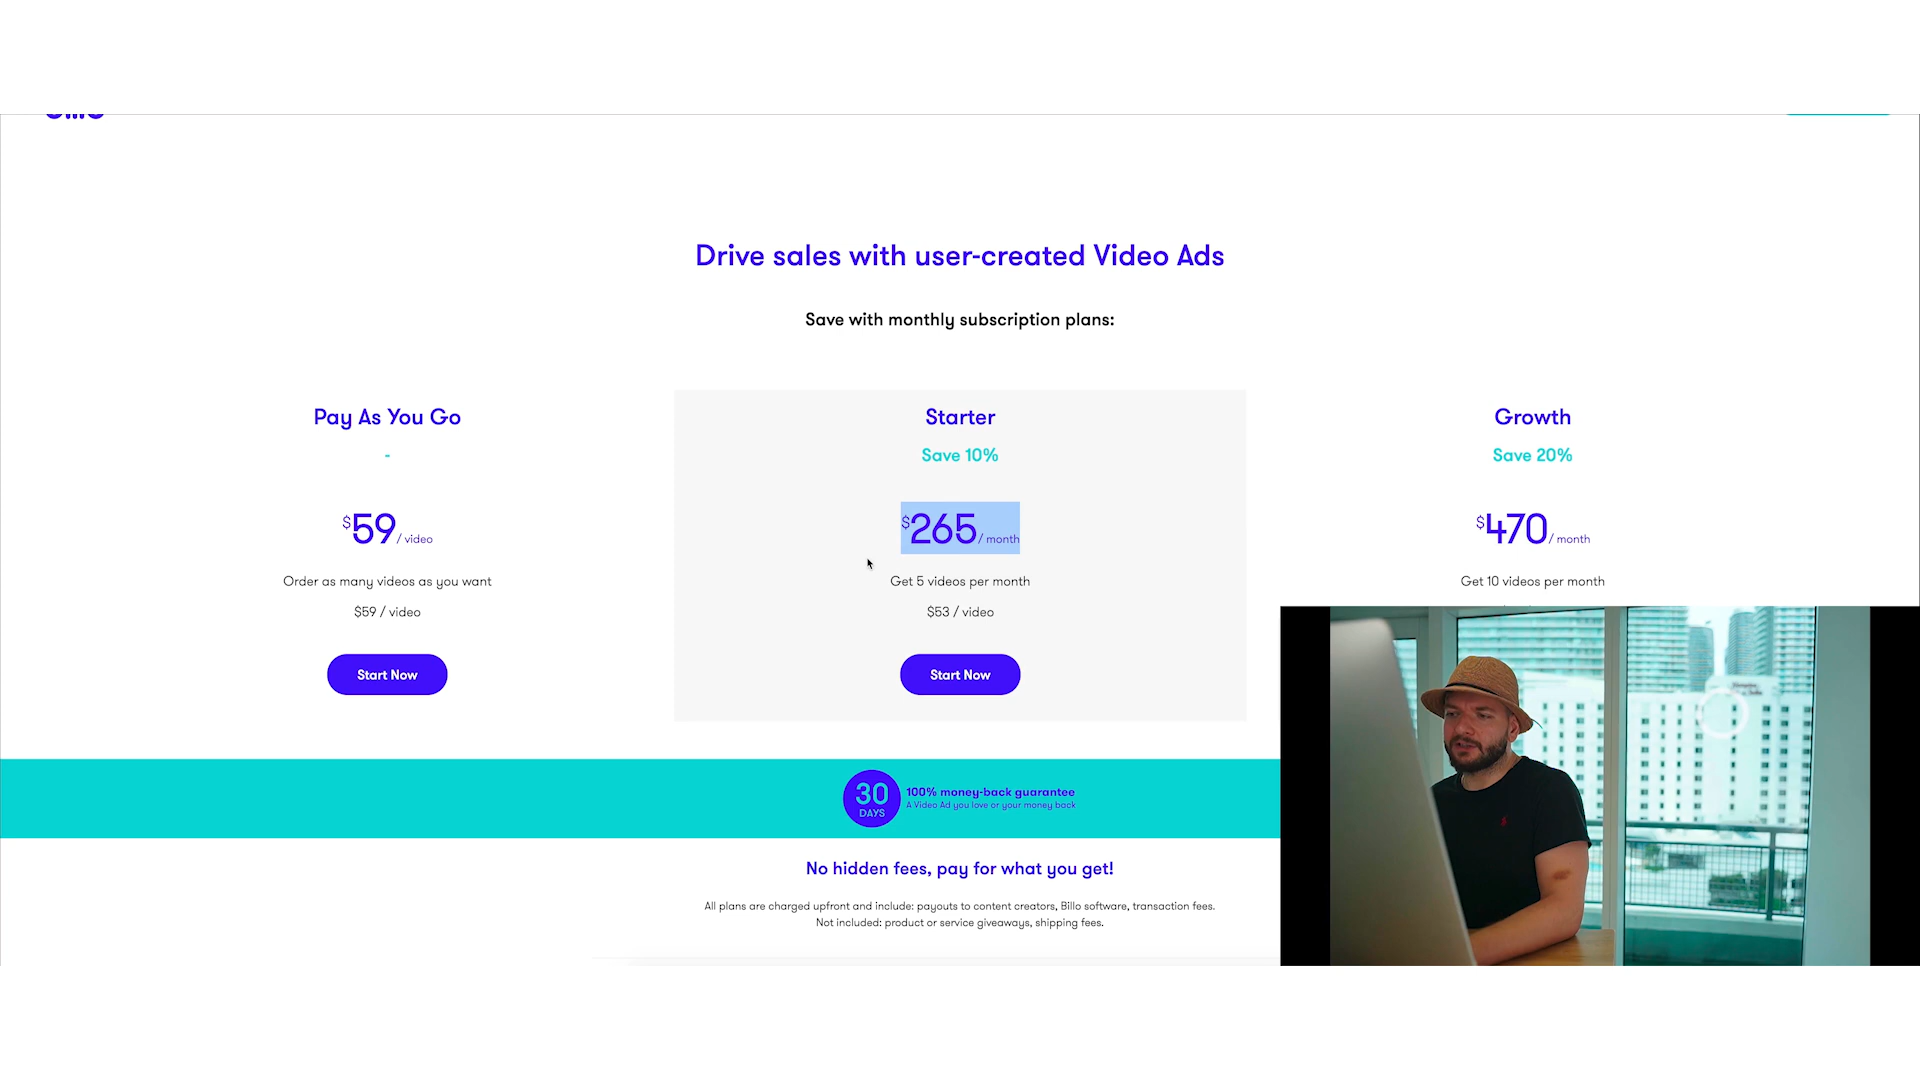 Drive sales with user-created Video Ads
Save with monthly subscription plans:
Pay As You Go
-
$59 / video
Order as many videos as you want
$59 / video
Start Now
Starter
Save 10%
$265 / month
Get 5 videos per month
$53 / video
Start Now
Growth
Save 20%
$470 / month
Get 10 videos per month
30
DAYS
100% money-back guarantee
A Video Ad you love or your money back
No hidden fees, pay for what you get!
All plans are charged upfront and include: payouts to content creators, Billo software, transaction fees.
Not included: product or service giveaways, shipping fees.